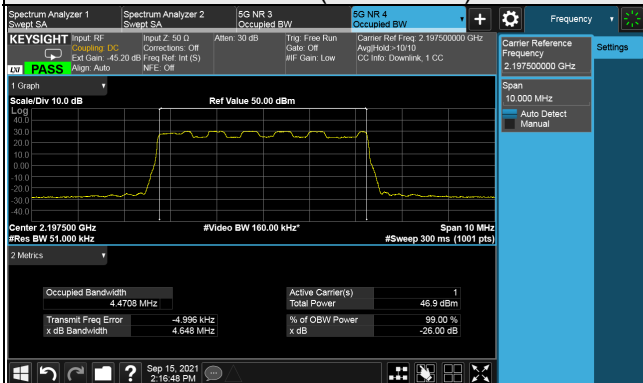 Spectrum Analyzer 1
Swept SA
Spectrum Analyzer 2
Swept SA
5G NR 3
Occupied BW
5G NR 4
Occupied BW
+
Frequency
KEYSIGHT
Input: RF
Coupling: DC
Ext Gain: -45.20 dB
Align: Auto
Input Z: 50 Ω
Corrections: Off
Freq Ref: Int (S)
NFE: Off
Atten: 30 dB
Trig: Free Run
Gate: Off
#IF Gain: Low
Carrier Ref Freq: 2.197500000 GHz
Avg|Hold:>10/10
CC Info: Downlink, 1 CC
LXI
PASS
Carrier Reference
Frequency
2.197500000 GHz
Settings
Span
10.000 MHz
Auto Detect
Manual
1 Graph
Scale/Div 10.0 dB
Ref Value 50.00 dBm
Log
40.0
30.0
20.0
10.0
0.00
-10.0
-20.0
-30.0
-40.0
Center 2.197500 GHz
#Res BW 51.000 kHz
#Video BW 160.00 kHz*
Span 10 MHz
#Sweep 300 ms (1001 pts)
2 Metrics
Occupied Bandwidth
4.4708 MHz
Active Carrier(s) 1
Total Power 46.9 dBm
Transmit Freq Error -4.996 kHz
x dB Bandwidth 4.648 MHz
% of OBW Power 99.00 %
x dB -26.00 dB
?
Sep 15, 2021
2:16:48 PM